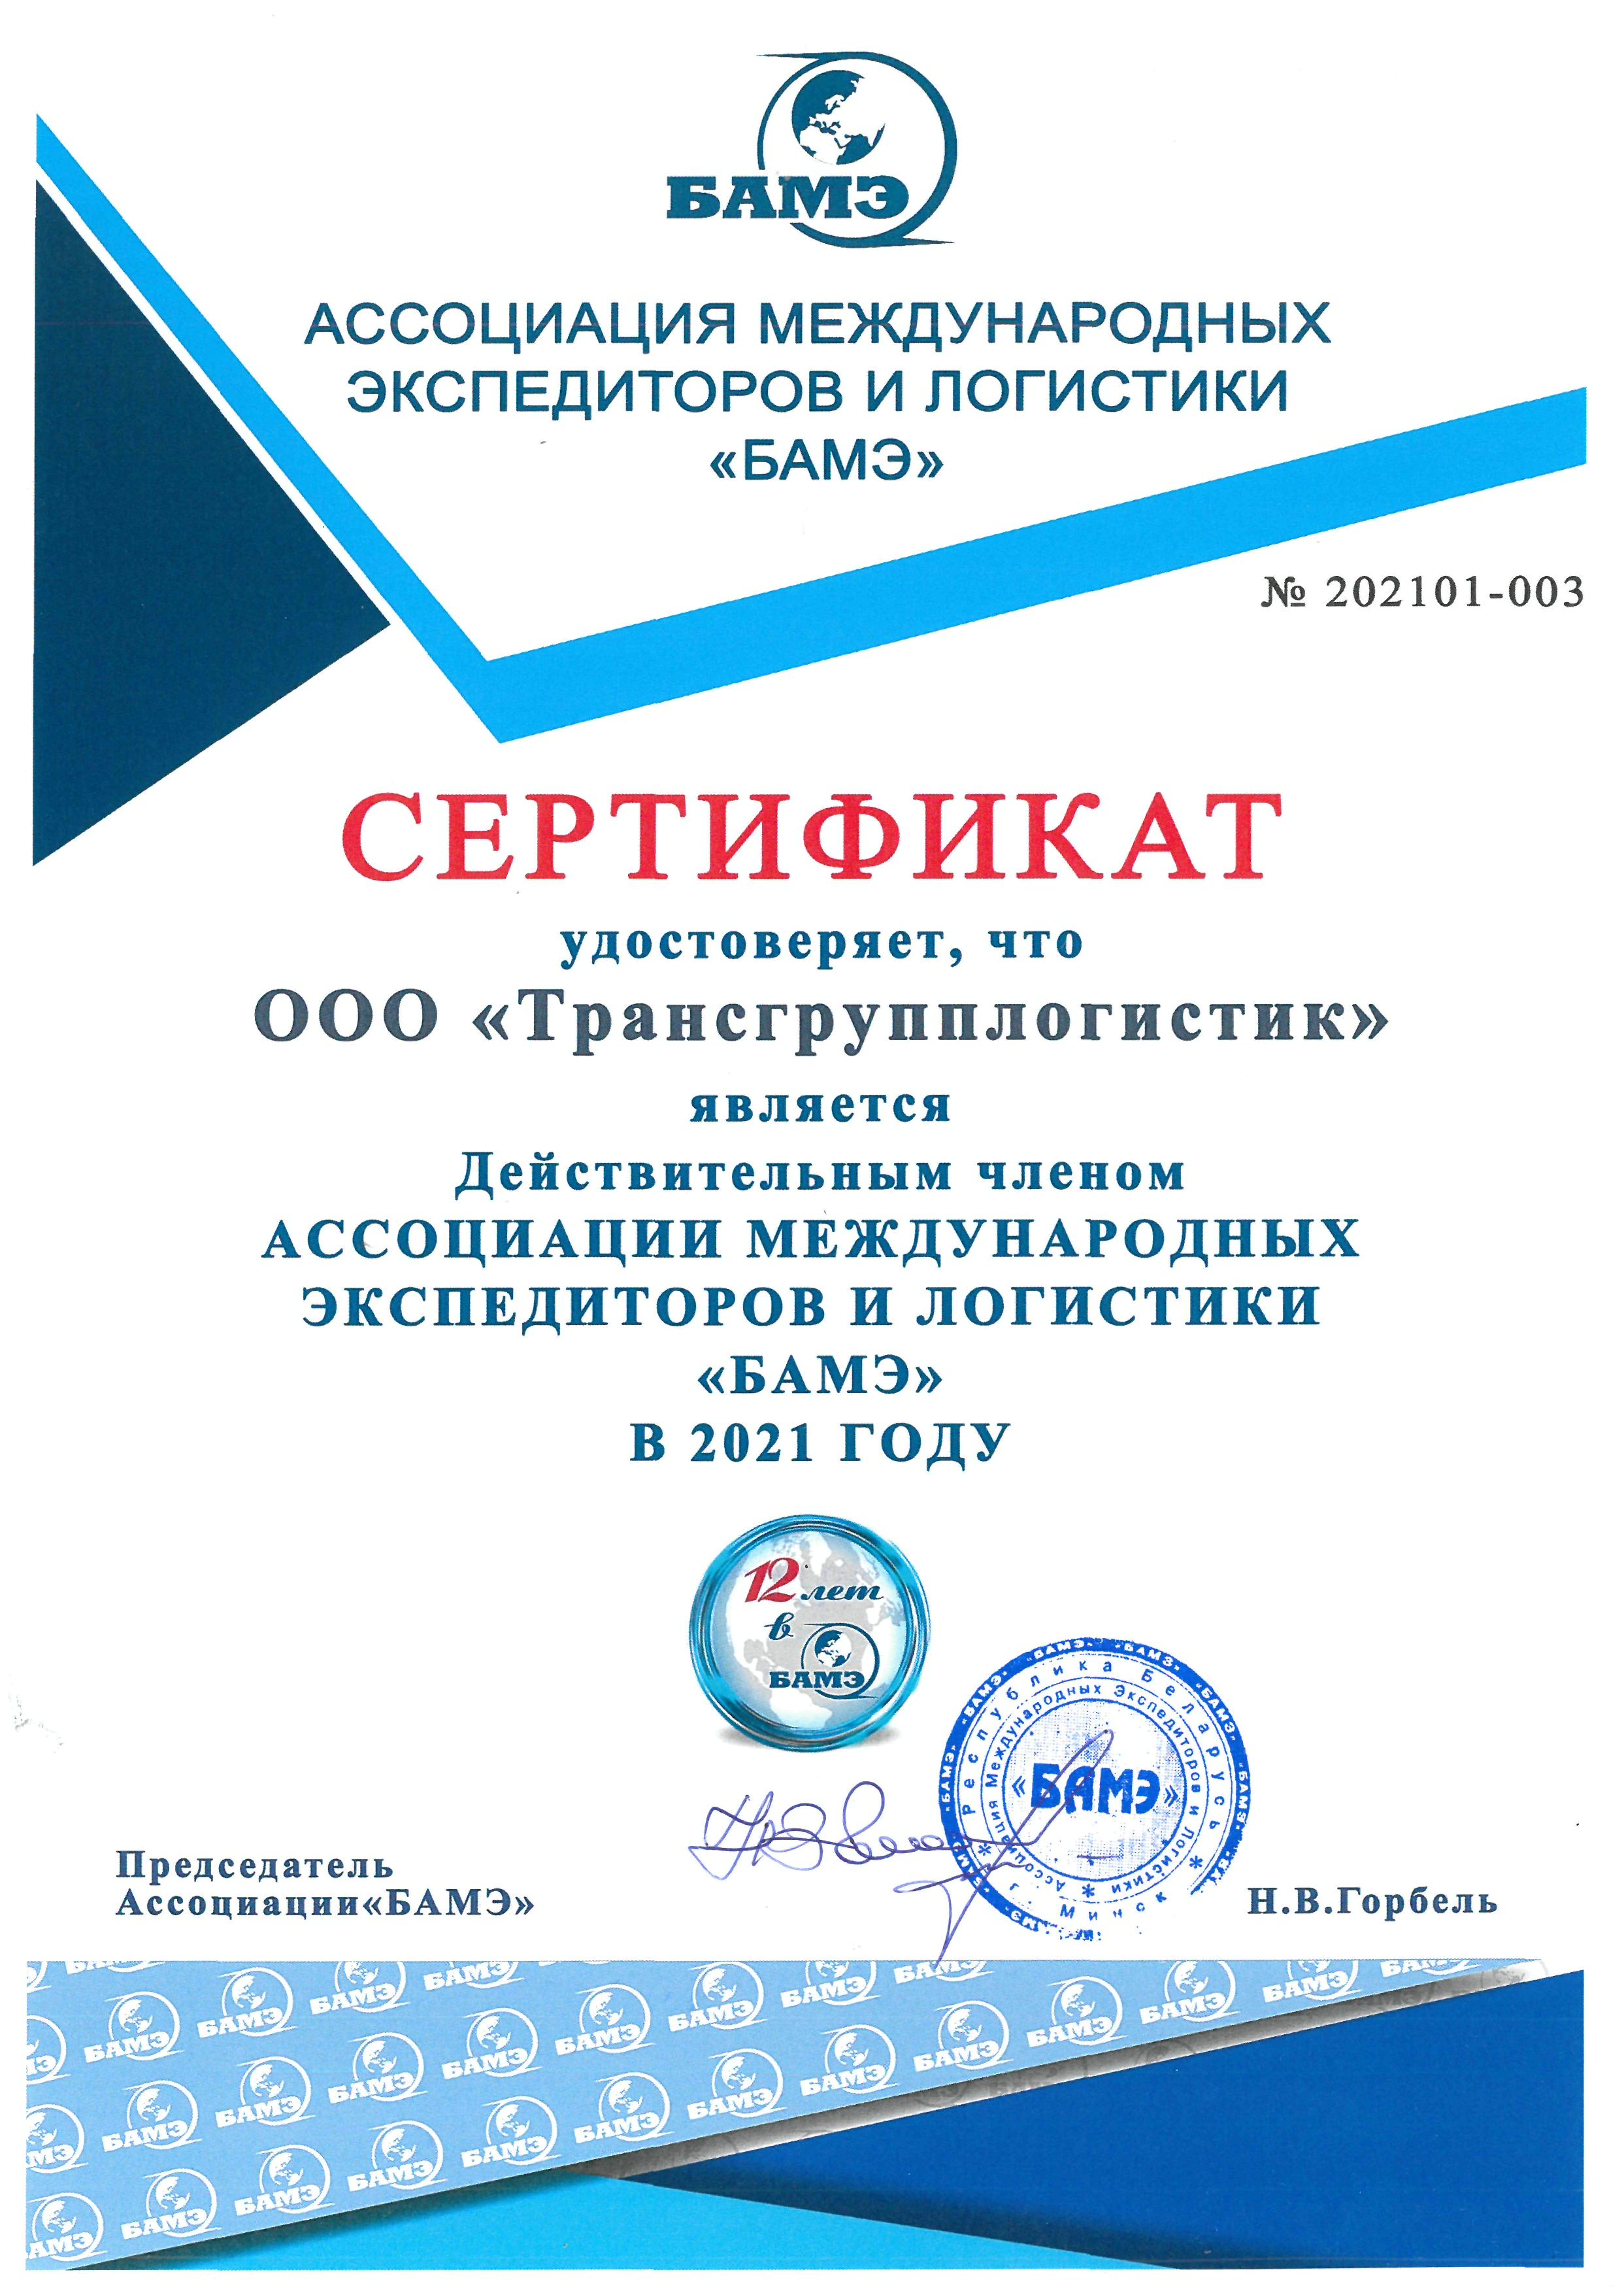 БАМЭ
АССОЦИАЦИЯ МЕЖДУНАРОДНЫХ
ЭКСПЕДИТОРОВ И ЛОГИСТИКИ
«БАМЭ»
№ 202101-003
СЕРТИФИКАТ
удостоверяет, что
ООО «Трансгрупплогистик»
является
Действительным членом
АССОЦИАЦИИ МЕЖДУНАРОДНЫХ
ЭКСПЕДИТОРОВ И ЛОГИСТИКИ
«БАМЭ»
В 2021 ГОДУ
12 лет
в
БАМЭ
Республика Беларусь
Ассоциация Международных Экспедиторов и Логистики
«БАМЭ»
г. Минск
Председатель
Ассоциации«БАМЭ»
Н.В.Горбель